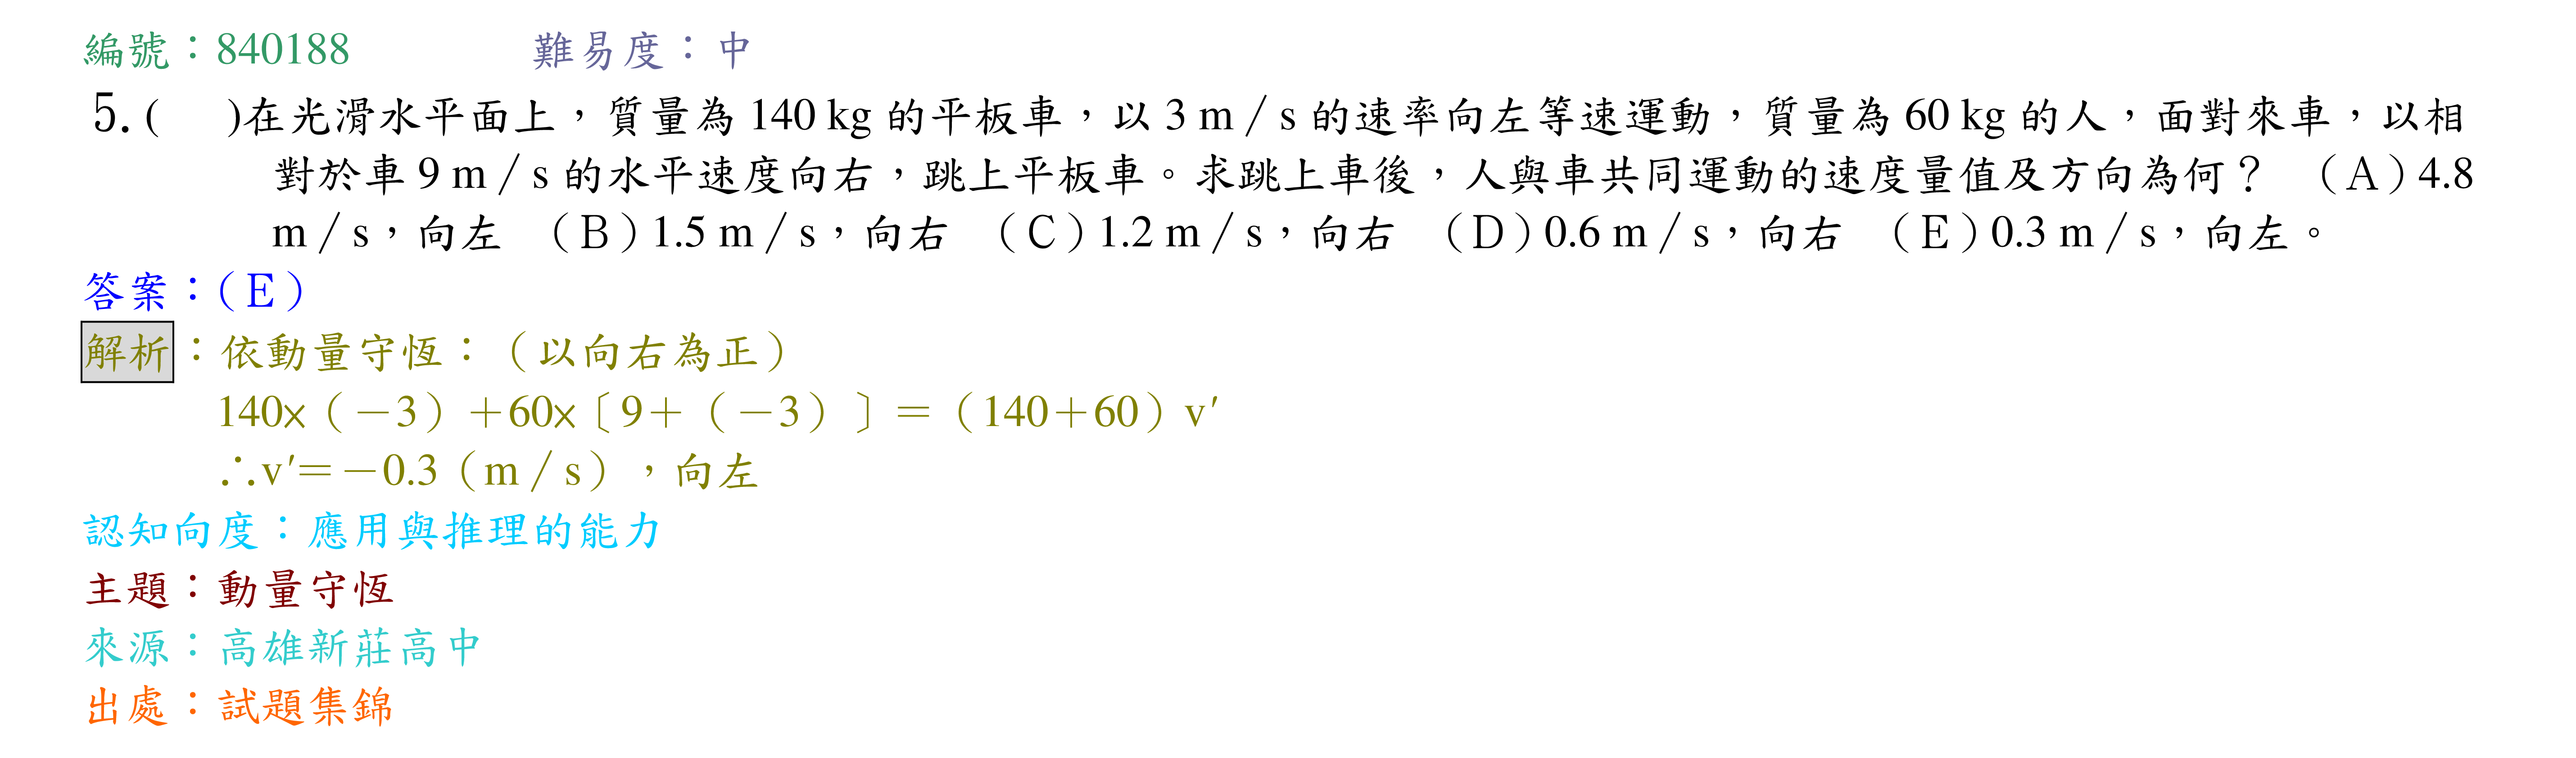 編號：840188　難易度：中
5.(　)在光滑水平面上，質量為 140 kg 的平板車，以 3 m／s 的速率向左等速運動，質量為 60 kg 的人，面對來車，以相
對於車 9 m／s 的水平速度向右，跳上平板車。求跳上車後，人與車共同運動的速度量值及方向為何？　（A）4.8
m／s，向左　（B）1.5 m／s，向右　（C）1.2 m／s，向右　（D）0.6 m／s，向右　（E）0.3 m／s，向左。
答案：（E）
解析：依動量守恆：（以向右為正）
140×（－3）＋60×〔9＋（－3）〕＝（140＋60）v′
∴v′＝－0.3（m／s），向左
認知向度：應用與推理的能力
主題：動量守恆
來源：高雄新莊高中
出處：試題集錦